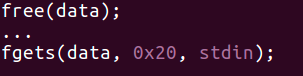 free(data);
...
fgets(data, 0x20, stdin);